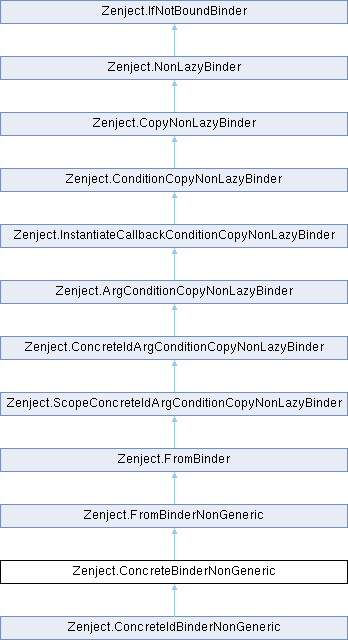 Zenject.IfNotBoundBinder
Zenject.NonLazyBinder
Zenject.CopyNonLazyBinder
Zenject.ConditionCopyNonLazyBinder
Zenject.InstantiateCallbackConditionCopyNonLazyBinder
Zenject.ArgConditionCopyNonLazyBinder
Zenject.ConcreteIdArgConditionCopyNonLazyBinder
Zenject.ScopeConcreteIdArgConditionCopyNonLazyBinder
Zenject.FromBinder
Zenject.FromBinderNonGeneric
Zenject.ConcreteBinderNonGeneric
Zenject.ConcreteIdBinderNonGeneric